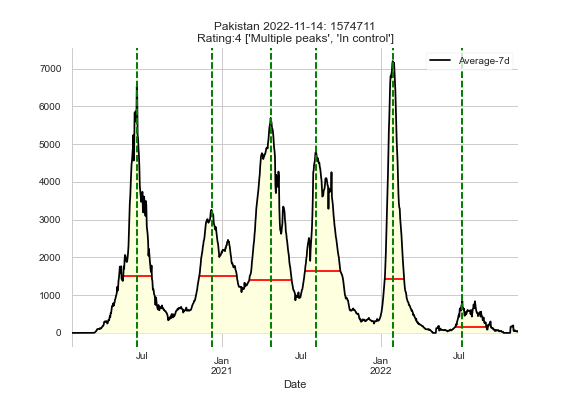 Pakistan 2022-11-14: 1574711
Rating:4 ['Multiple peaks', 'In control']
Average-7d
7000
6000
5000
4000
3000
2000
1000
0
Jul
Jan
2021
Jul
Jan
2022
Jul
Date